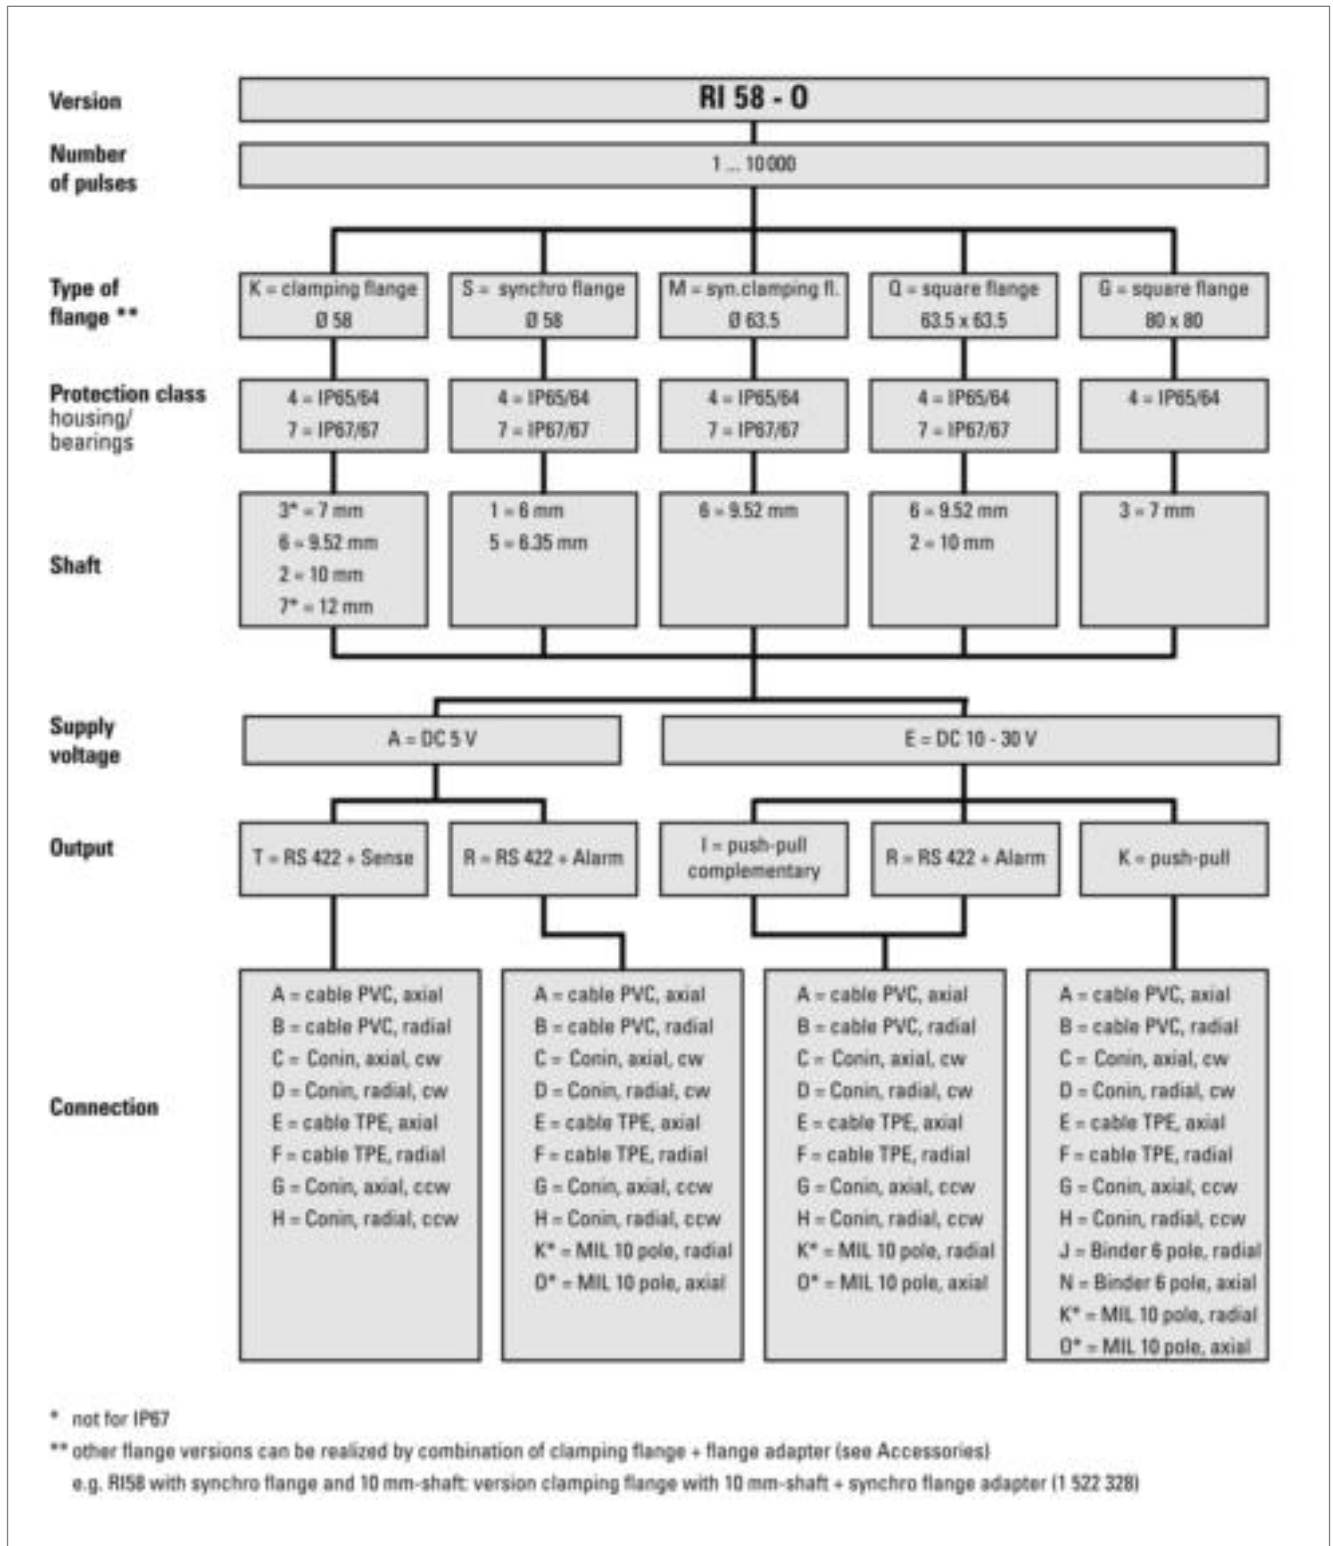 Version
RI 58 - O
Number
of pulses
1 ... 10 000
Type of
flange **
K = clamping flange
Ø 58
S = synchro flange
Ø 58
M = syn.clamping fl.
Ø 63.5
Q = square flange
63.5 x 63.5
G = square flange
80 x 80
Protection class
housing/
bearings
4 = IP65/64
7 = IP67/67
4 = IP65/64
7 = IP67/67
4 = IP65/64
7 = IP67/67
4 = IP65/64
7 = IP67/67
4 = IP65/64
Shaft
3* = 7 mm
6 = 9.52 mm
2 = 10 mm
7* = 12 mm
1 = 6 mm
5 = 6.35 mm
6 = 9.52 mm
6 = 9.52 mm
2 = 10 mm
3 = 7 mm
Supply
voltage
A = DC 5 V
E = DC 10 - 30 V
Output
T = RS 422 + Sense
R = RS 422 + Alarm
I = push-pull
complementary
R = RS 422 + Alarm
K = push-pull
Connection
A = cable PVC, axial
B = cable PVC, radial
C = Conin, axial, cw
D = Conin, radial, cw
E = cable TPE, axial
F = cable TPE, radial
G = Conin, axial, ccw
H = Conin, radial, ccw
A = cable PVC, axial
B = cable PVC, radial
C = Conin, axial, cw
D = Conin, radial, cw
E = cable TPE, axial
F = cable TPE, radial
G = Conin, axial, ccw
H = Conin, radial, ccw
K* = MIL 10 pole, radial
O* = MIL 10 pole, axial
A = cable PVC, axial
B = cable PVC, radial
C = Conin, axial, cw
D = Conin, radial, cw
E = cable TPE, axial
F = cable TPE, radial
G = Conin, axial, ccw
H = Conin, radial, ccw
K* = MIL 10 pole, radial
O* = MIL 10 pole, axial
A = cable PVC, axial
B = cable PVC, radial
C = Conin, axial, cw
D = Conin, radial, cw
E = cable TPE, axial
F = cable TPE, radial
G = Conin, axial, ccw
H = Conin, radial, ccw
J = Binder 6 pole, radial
N = Binder 6 pole, axial
K* = MIL 10 pole, radial
O* = MIL 10 pole, axial
* not for IP67
** other flange versions can be realized by combination of clamping flange + flange adapter (see Accessories)
e.g. RI58 with synchro flange and 10 mm-shaft: version clamping flange with 10 mm-shaft + synchro flange adapter (1 522 328)